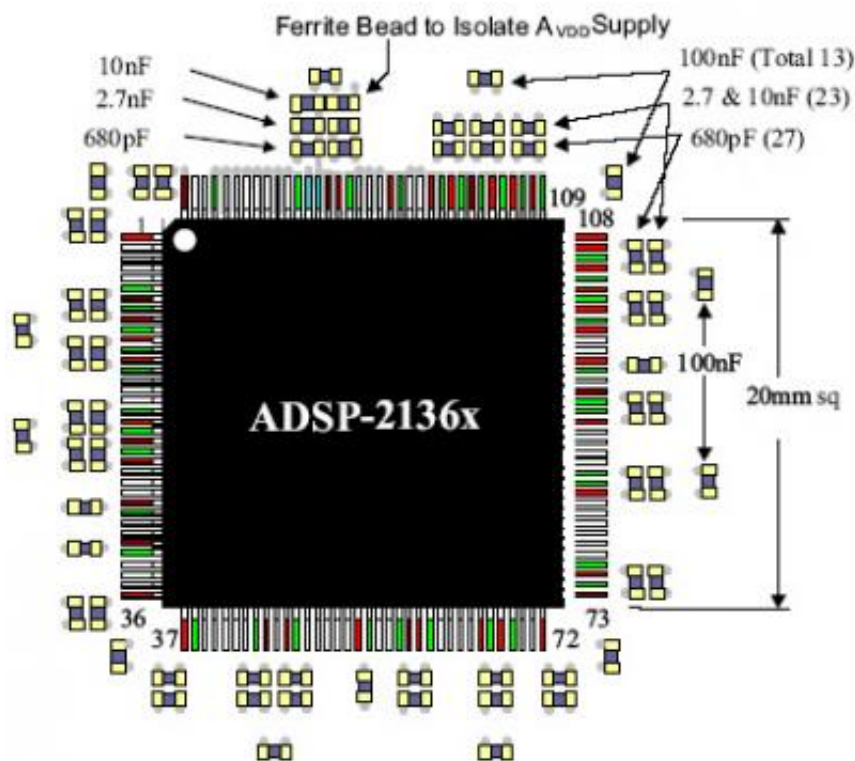 Ferrite Bead to Isolate AVDD Supply
10nF
2.7nF
680pF
100nF (Total 13)
2.7 & 10nF (23)
680pF (27)
109
1
108
100nF
20mm sq
ADSP-2136x
36
37
72
73